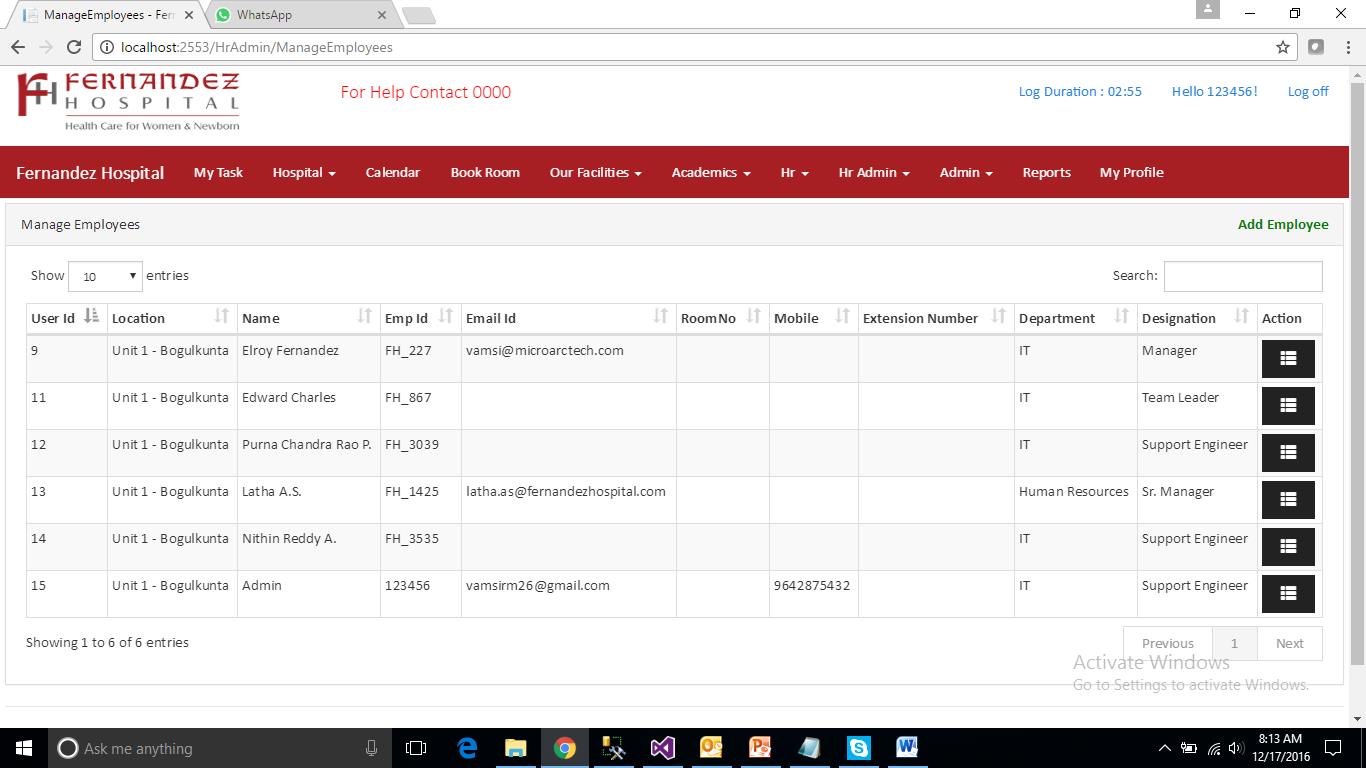 ManageEmployees - Fer
WhatsApp
localhost:2553/HrAdmin/ManageEmployees
FERNANDEZ
HOSPITAL
Health Care for Women & Newborn
For Help Contact 0000
Log Duration : 02:55 Hello 123456! Log off
Fernandez Hospital My Task Hospital Calendar Book Room Our Facilities Academics Hr Hr Admin Admin Reports My Profile
Manage Employees Add Employee
Show 10 entries Search:
User Id Location Name Emp Id Email Id RoomNo Mobile Extension Number Department Designation Action
9 Unit 1 - Bogulkunta Elroy Fernandez FH_227 vamsi@microarctech.com IT Manager
11 Unit 1 - Bogulkunta Edward Charles FH_867 IT Team Leader
12 Unit 1 - Bogulkunta Purna Chandra Rao P. FH_3039 IT Support Engineer
13 Unit 1 - Bogulkunta Latha A.S. FH_1425 latha.as@fernandezhospital.com Human Resources Sr. Manager
14 Unit 1 - Bogulkunta Nithin Reddy A. FH_3535 IT Support Engineer
15 Unit 1 - Bogulkunta Admin 123456 vamsirm26@gmail.com 9642875432 IT Support Engineer
Showing 1 to 6 of 6 entries Previous 1 Next
Activate Windows
Go to Settings to activate Windows.
Ask me anything
8:13 AM
12/17/2016